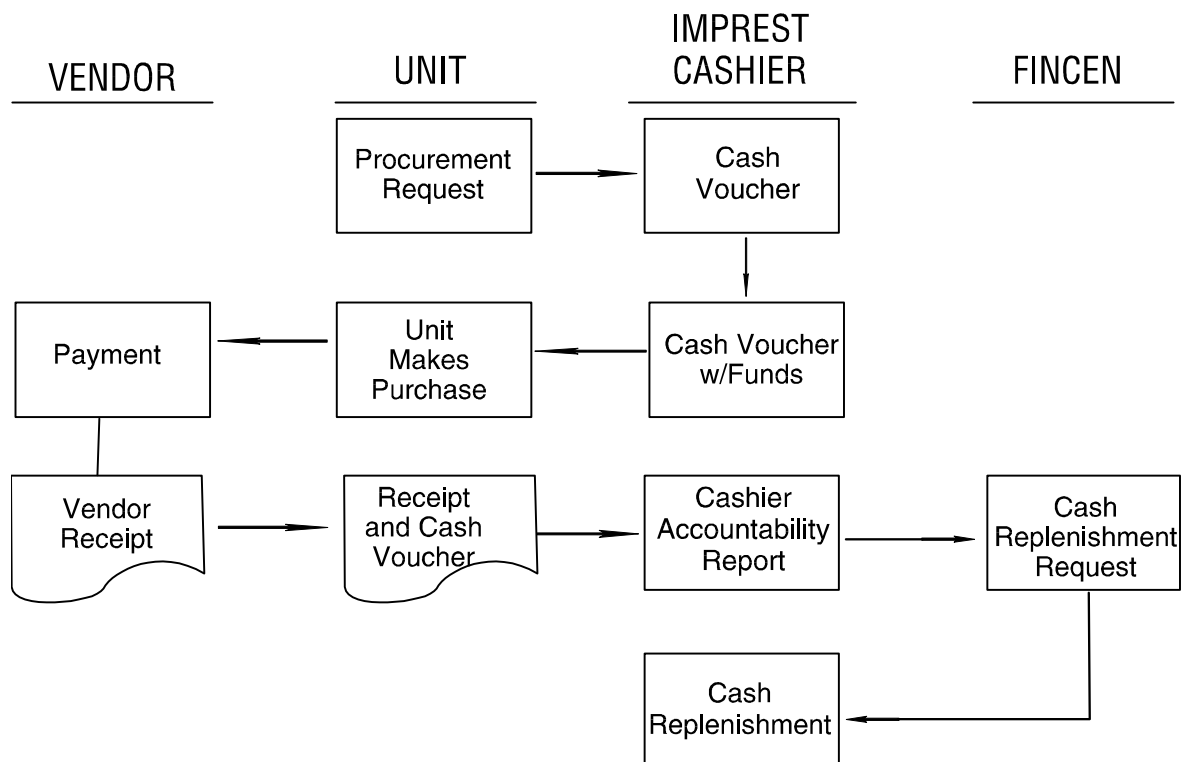 VENDOR
UNIT
IMPREST
CASHIER
FINCEN
Procurement
Request
Cash
Voucher
Payment
Unit
Makes
Purchase
Cash Voucher
w/Funds
Vendor
Receipt
Receipt
and Cash
Voucher
Cashier
Accountability
Report
Cash
Replenishment
Request
Cash
Replenishment